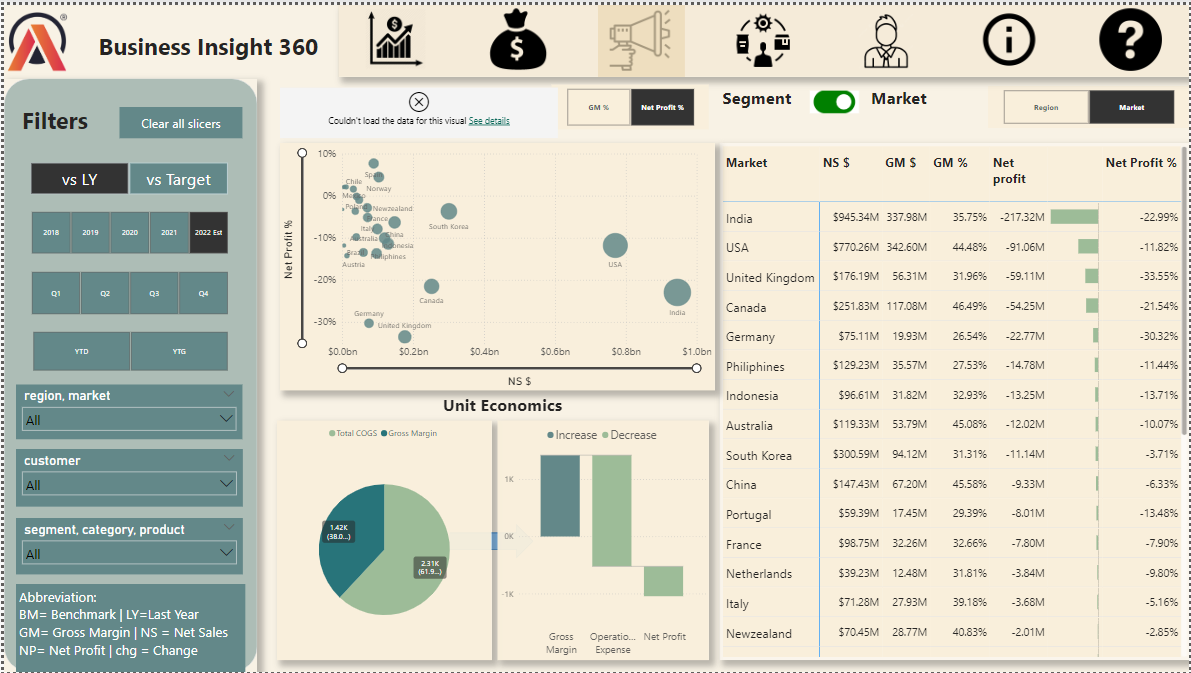 Business Insight 360
Filters
Clear all slicers
vs LY
vs Target
2018
2019
2020
2021
2022 Est
Q1
Q2
Q3
Q4
YTD
YTG
region, market
All
customer
All
segment, category, product
All
Abbreviation:
BM= Benchmark | LY=Last Year
GM= Gross Margin | NS = Net Sales
NP= Net Profit | chg = Change
Couldn't load the data for this visual See details
GM %
Net Profit %
Segment
Market
Region
Market
Net Profit %
10%
0%
-10%
-20%
-30%
Chile
Norway
Newzealand
South Korea
China
Australia
Austria
USA
Canada
India
Germany
United Kingdom
$0.0bn
$0.2bn
$0.4bn
$0.6bn
$0.8bn
$1.0bn
NS $
Unit Economics
Total COGS
Gross Margin
1.42K
(38.0...)
2.31K
(61.9...)
Increase
Decrease
1K
0K
-1K
Gross
Margin
Operatio...
Expense
Net Profit
Market NS $ GM $ GM % Net profit Net Profit %
India $945.34M 337.98M 35.75% -217.32M -22.99%
USA $770.26M 342.60M 44.48% -91.06M -11.82%
United Kingdom $176.19M 56.31M 31.96% -59.11M -33.55%
Canada $251.83M 117.08M 46.49% -54.25M -21.54%
Germany $75.11M 19.93M 26.54% -22.77M -30.32%
Philiphines $129.23M 35.57M 27.53% -14.78M -11.44%
Indonesia $96.61M 31.82M 32.93% -13.25M -13.71%
Australia $119.33M 53.79M 45.08% -12.02M -10.07%
South Korea $300.59M 94.12M 31.31% -11.14M -3.71%
China $147.43M 67.20M 45.58% -9.33M -6.33%
Portugal $59.39M 17.45M 29.39% -8.01M -13.48%
France $98.75M 32.26M 32.66% -7.80M -7.90%
Netherlands $39.23M 12.48M 31.81% -3.84M -9.80%
Italy $71.28M 27.93M 39.18% -3.68M -5.16%
Newzealand $70.45M 28.77M 40.83% -2.01M -2.85%